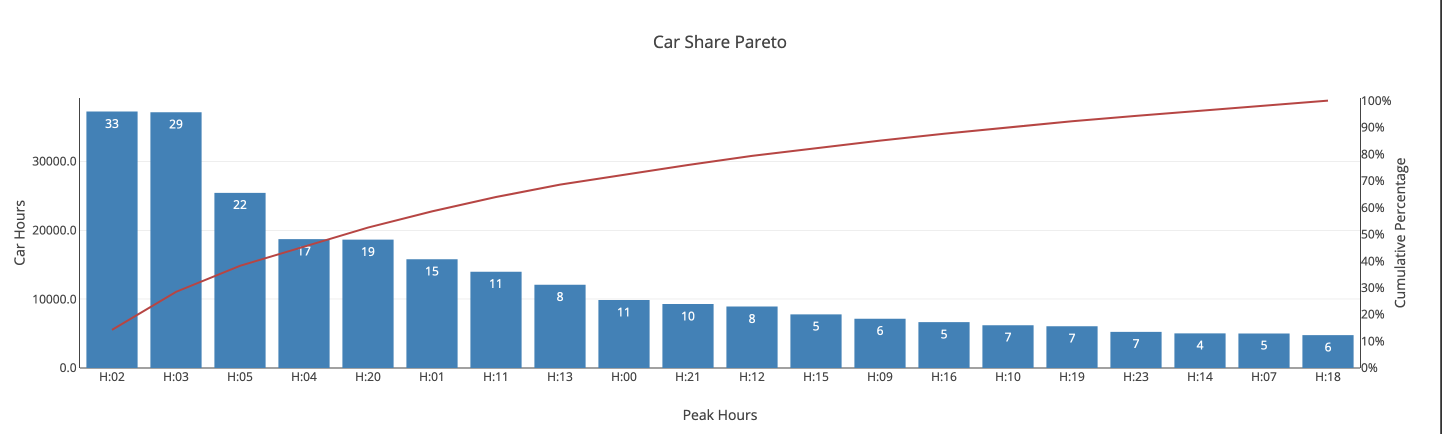 Car Share Pareto
Car Hours
30000.0
20000.0
10000.0
0.0
33 29 22 17 19 15 11 8 11 10 8 5 6 5 7 7 7 4 5 6
100%
90%
80%
70%
60%
50%
40%
30%
20%
10%
0%
Cumulative Percentage
H:02 H:03 H:05 H:04 H:20 H:01 H:11 H:13 H:00 H:21 H:12 H:15 H:09 H:16 H:10 H:19 H:23 H:14 H:07 H:18
Peak Hours